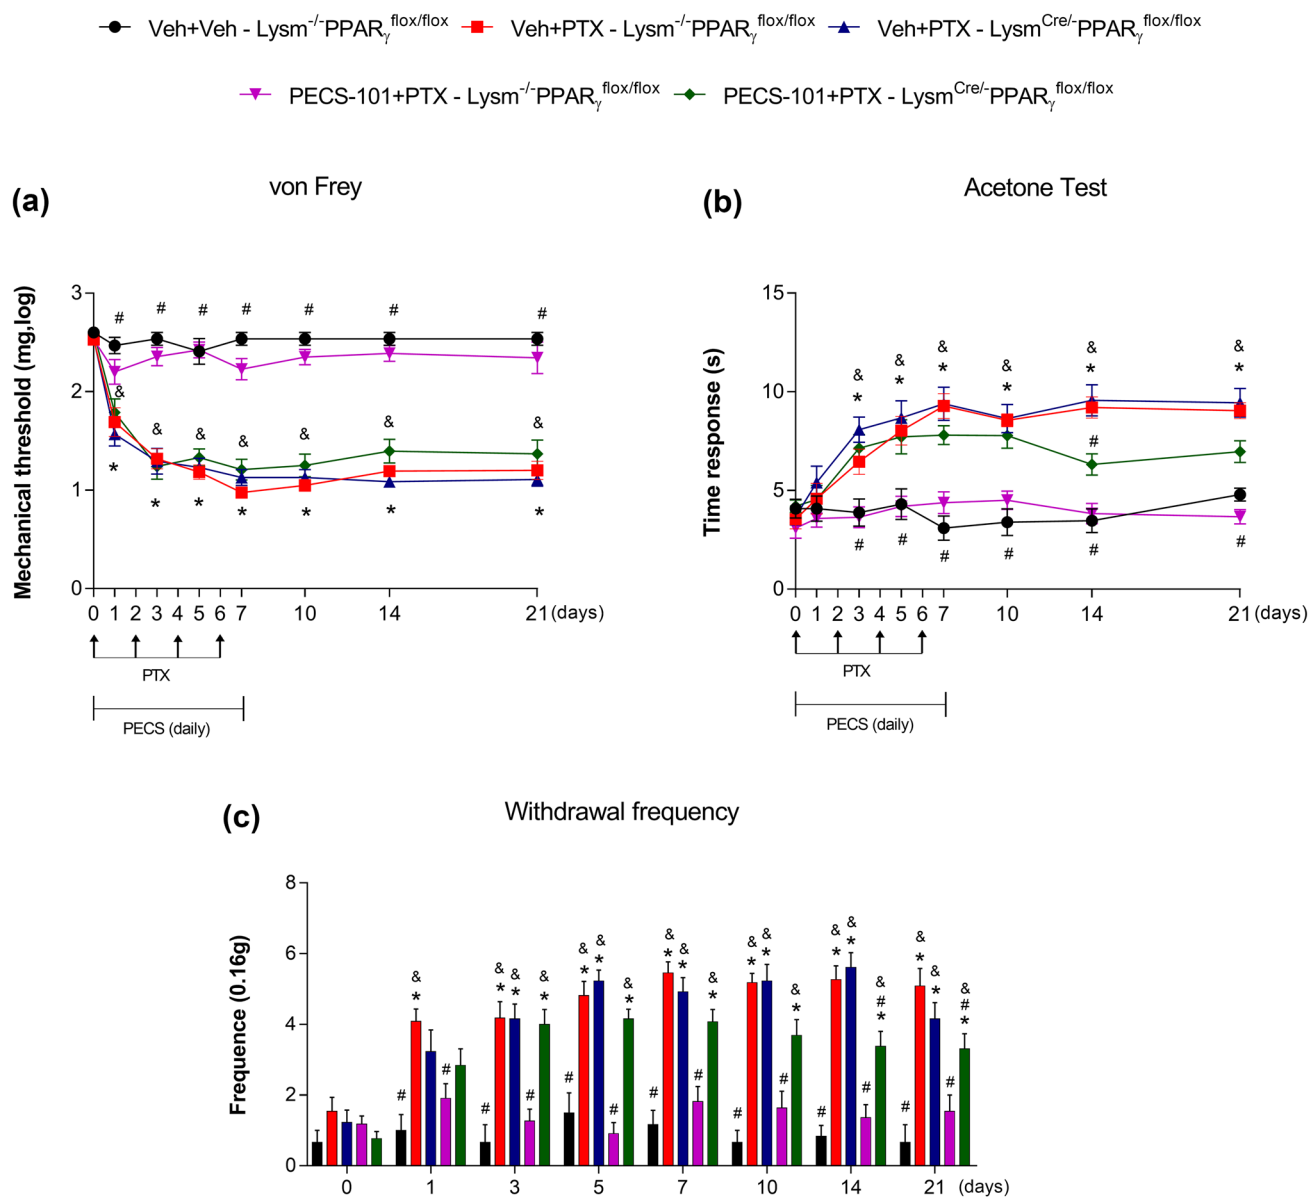 Veh+Veh - Lysm-/-PPARγflox/flox Veh+PTX - Lysm-/-PPARγflox/flox Veh+PTX - LysmCre/-PPARγflox/flox
PECS-101+PTX - Lysm-/-PPARγflox/flox PECS-101+PTX - LysmCre/-PPARγflox/flox
(a) von Frey
Mechanical threshold (mg,log)
3
2
1
0
# # # # # # #
& & & & & & &
* * * * * * *
0 1 2 3 4 5 6 7 10 14 21 (days)
PTX
PECS (daily)
(b) Acetone Test
Time response (s)
15
10
5
0
& & & & & &
* * * * * *
#
# # # # # #
0 1 2 3 4 5 6 7 10 14 21 (days)
PTX
PECS (daily)
(c) Withdrawal frequency
Frequence (0.16g)
8
6
4
2
0
# & * #
# & * & * # & *
# & * & * # & *
# & * & * # & *
# & * & * # & *
# & * & * # & # *
# & * & * # & # *
0 1 3 5 7 10 14 21 (days)